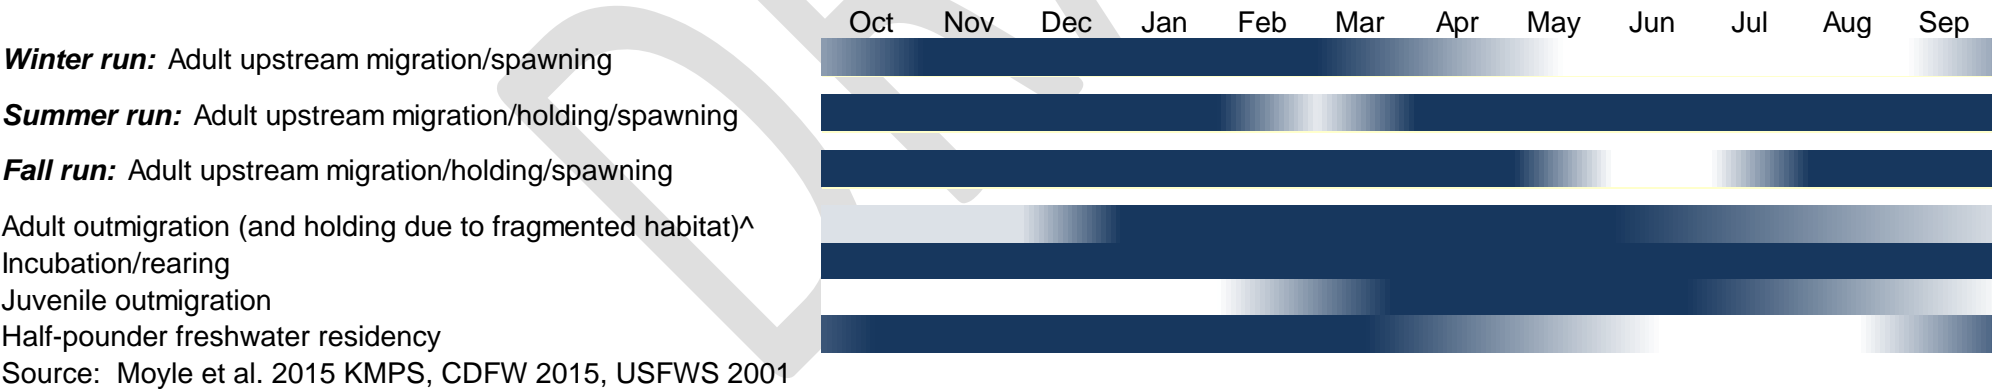 Oct Nov Dec Jan Feb Mar Apr May Jun Jul Aug Sep
Winter run: Adult upstream migration/spawning
Summer run: Adult upstream migration/holding/spawning
Fall run: Adult upstream migration/holding/spawning
Adult outmigration (and holding due to fragmented habitat)^
Incubation/rearing
Juvenile outmigration
Half-pounder freshwater residency
Source: Moyle et al. 2015 KMPS, CDFW 2015, USFWS 2001